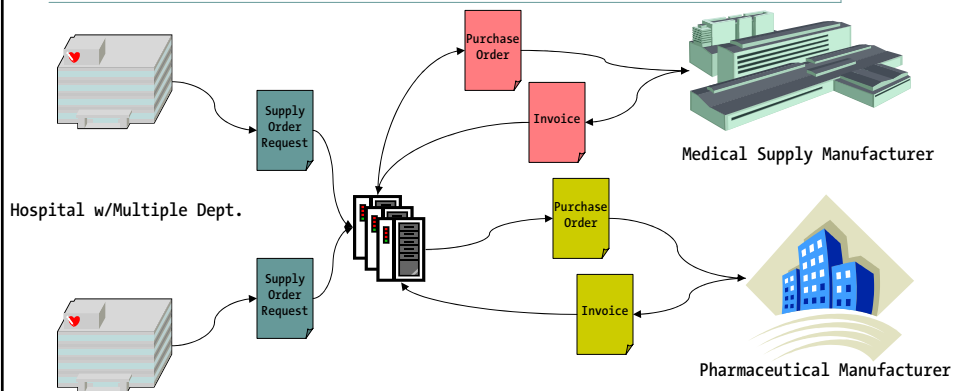 Purchase
Order
Invoice
Medical Supply Manufacturer
Supply
Order
Request
Hospital w/Multiple Dept.
Purchase
Order
Supply
Order
Request
Invoice
Pharmaceutical Manufacturer